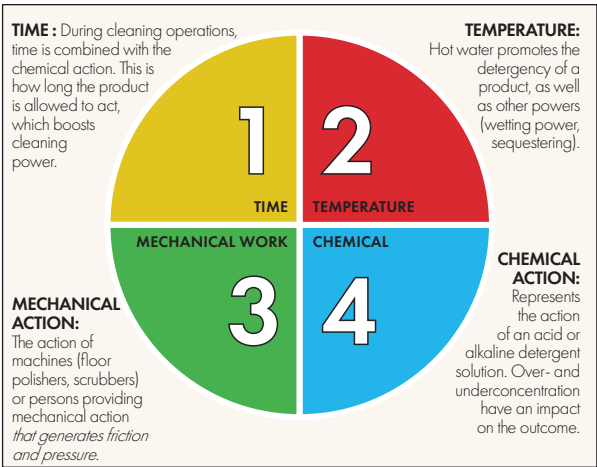 TIME : During cleaning operations,
time is combined with the
chemical action. This is
how long the product
is allowed to act,
which boosts
cleaning
power.
TEMPERATURE:
Hot water promotes the
detergency of a
product, as well
as other powers
(wetting power,
sequestering).
1
TIME
2
TEMPERATURE
MECHANICAL WORK
3
CHEMICAL
4
MECHANICAL
ACTION:
The action of
machines (floor
polishers, scrubbers)
or persons providing
mechanical action
that generates friction
and pressure.
CHEMICAL
ACTION:
Represents
the action
of an acid or
alkaline detergent
solution. Over- and
underconcentration
have an impact
on the outcome.